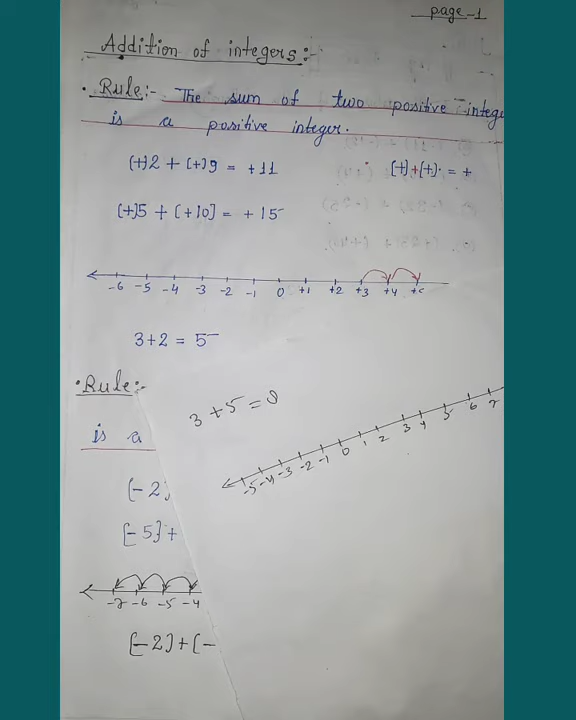 page-1
Addition of integers:-
• Rule:- The sum of two positive integ
is a positive integer.
(+)2 + (+)9 = +11 (+)+(+) = +
(+)5 + (+10) = +15
-6 -5 -4 -3 -2 -1 0 +1 +2 +3 +4
3+2 = 5
• Rule:-
is a
3+5=8
-5 -4 -3 -2 -1 0 1 2 3 4 5 6 7
(-2)
(-5)+
-7 -6 -5 -4
(-2)+(-